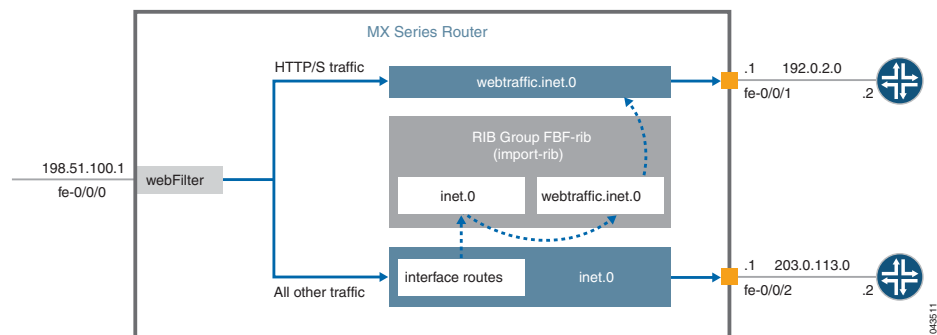 MX Series Router
HTTP/S traffic
webtraffic.inet.0
.1 192.0.2.0
fe-0/0/1 .2
RIB Group FBF-rib
(import-rib)
198.51.100.1
fe-0/0/0
webFilter
inet.0
webtraffic.inet.0
interface routes
inet.0
All other traffic
.1 203.0.113.0
fe-0/0/2 .2
043511